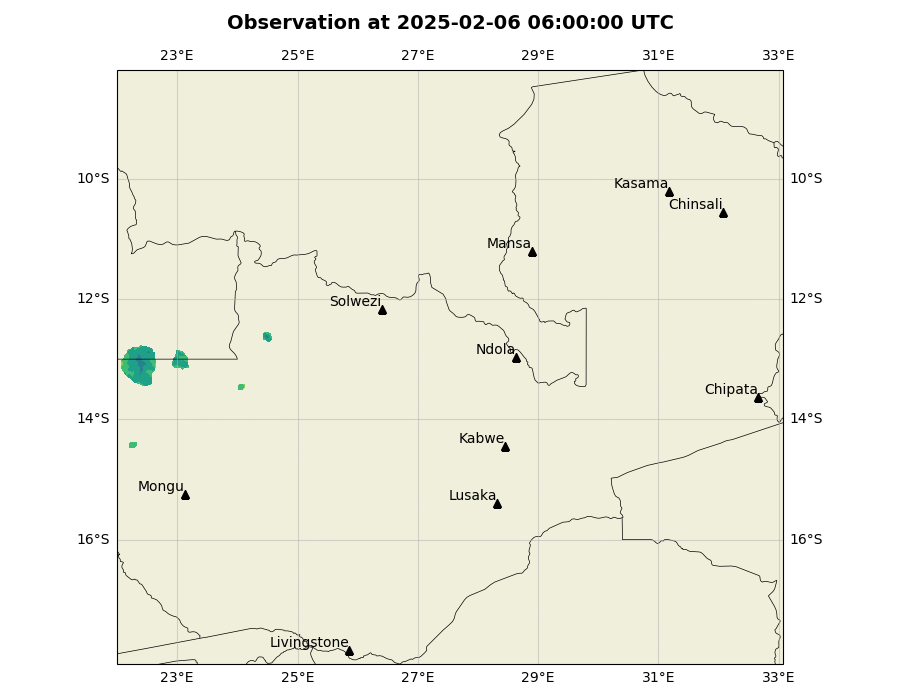 Observation at 2025-02-06 06:00:00 UTC
23°E 25°E 27°E 29°E 31°E 33°E
10°S 10°S
Kasama
Chinsali
Mansa
12°S 12°S
Solwezi
Ndola
Chipata
14°S 14°S
Kabwe
Mongu
Lusaka
16°S 16°S
Livingstone
23°E 25°E 27°E 29°E 31°E 33°E